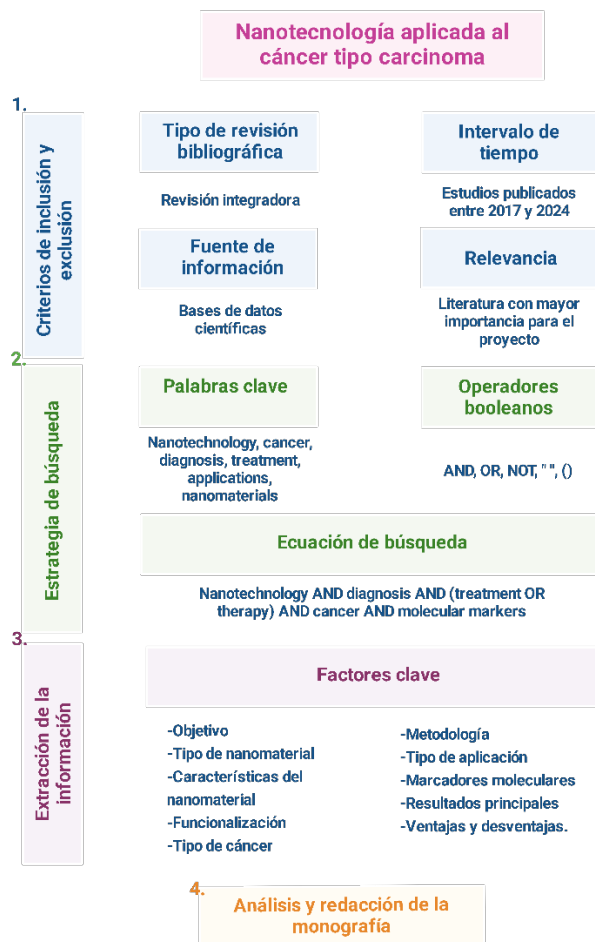 Nanotecnología aplicada al
cáncer tipo carcinoma
1.
Criterios de inclusión y
exclusión
Tipo de revisión
bibliográfica
Revisión integradora
Intervalo de
tiempo
Estudios publicados
entre 2017 y 2024
Fuente de
información
Bases de datos
científicas
Relevancia
Literatura con mayor
importancia para el
proyecto
2.
Estrategia de búsqueda
Palabras clave
Nanotechnology, cancer,
diagnosis, treatment,
applications,
nanomaterials
Operadores
booleanos
AND, OR, NOT, " ", ()
Ecuación de búsqueda
Nanotechnology AND diagnosis AND (treatment OR
therapy) AND cancer AND molecular markers
3.
Extracción de la
información
Factores clave
-Objetivo
-Tipo de nanomaterial
-Características del
nanomaterial
-Funcionalización
-Tipo de cáncer
-Metodología
-Tipo de aplicación
-Marcadores moleculares
-Resultados principales
-Ventajas y desventajas.
4.
Análisis y redacción de la
monografía